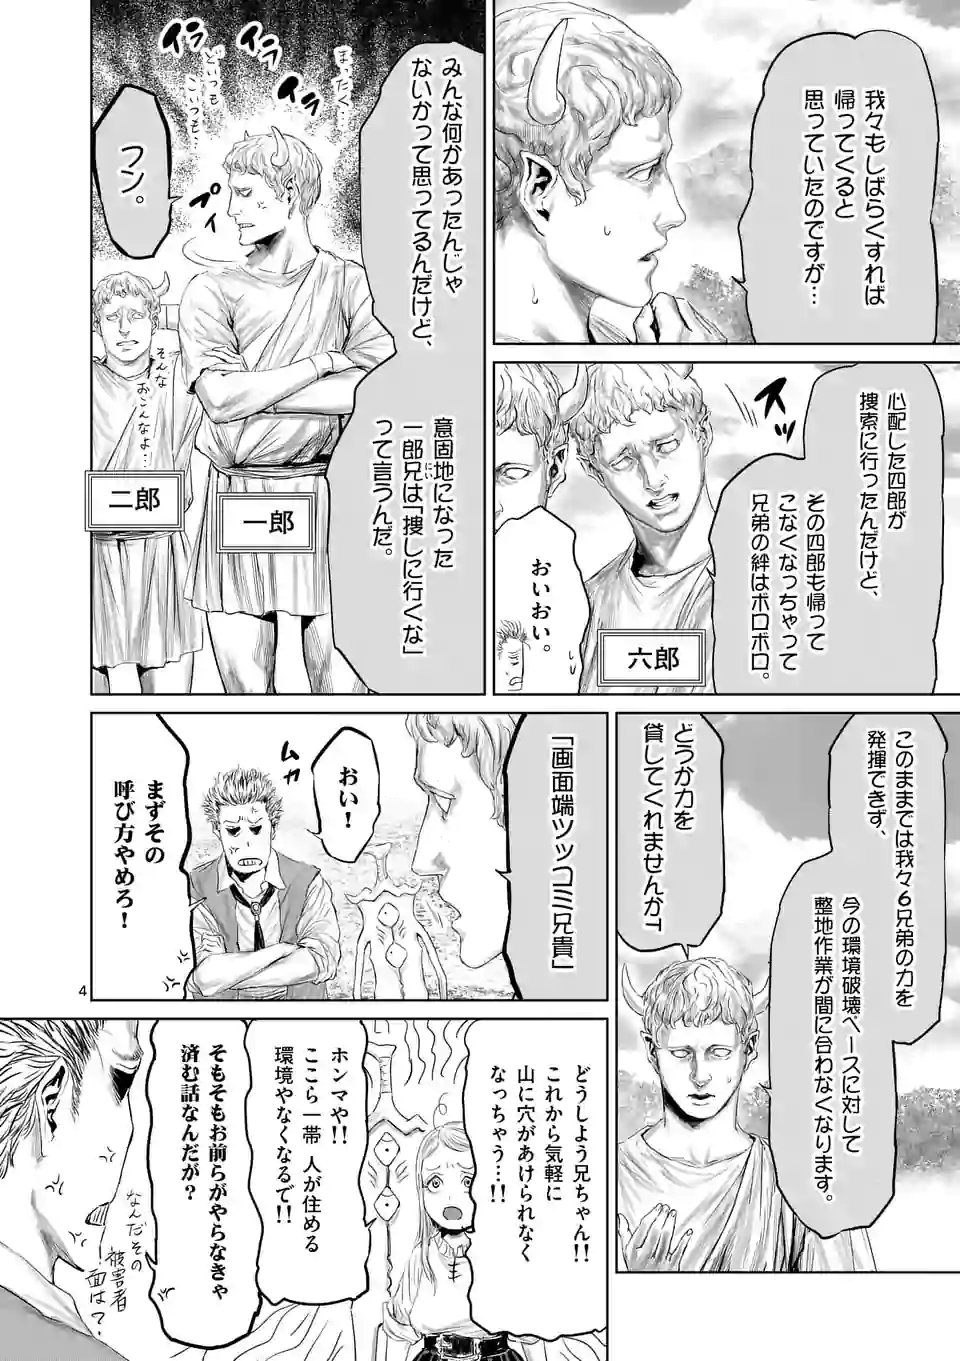 我々もしばらくすれば
帰ってくると
思っていたのですが…
心配した四郎が
捜索に行ったんだけど、
その四郎も帰って
こなくなっちゃって
兄弟の絆はボロボロ。
おいおい。
六郎
みんな何かあったんじゃ
ないかって思ってるんだけど、
意固地になった
一郎兄は「捜しに行くな」
にい
って言うんだ。
まったく…
どいつも
こいつも…
イラ
イラ
イラ
プイ
フン。
そんな
おこんなよ…
一郎
二郎
このままでは我々6兄弟の力を
発揮できず、
今の環境破壊ペースに対して
整地作業が間に合わなくなります。
どうか力を
貸してくれませんか?
「画面端ツッコミ兄貴」
おい!
ムカ
まずその
呼び方やめろ!
4
どうしよう兄ちゃん!!
これから気軽に
山に穴があけられなく
なっちゃう…!!
ホンマや!!
ここら一帯 人が住める
環境やなくなるで!!
そもそもお前らがやらなきゃ
済む話なんだが?
なんだその
被害者
面は?